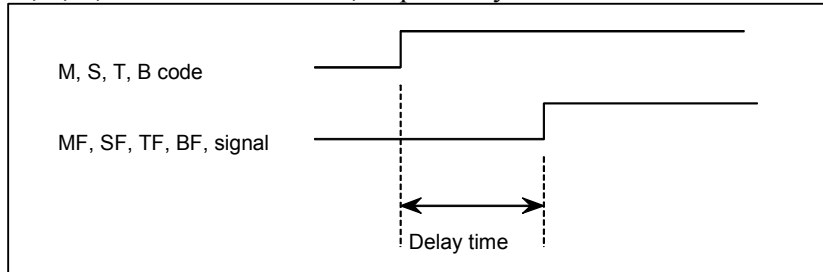 M, S, T, B code
MF, SF, TF, BF, signal
Delay time